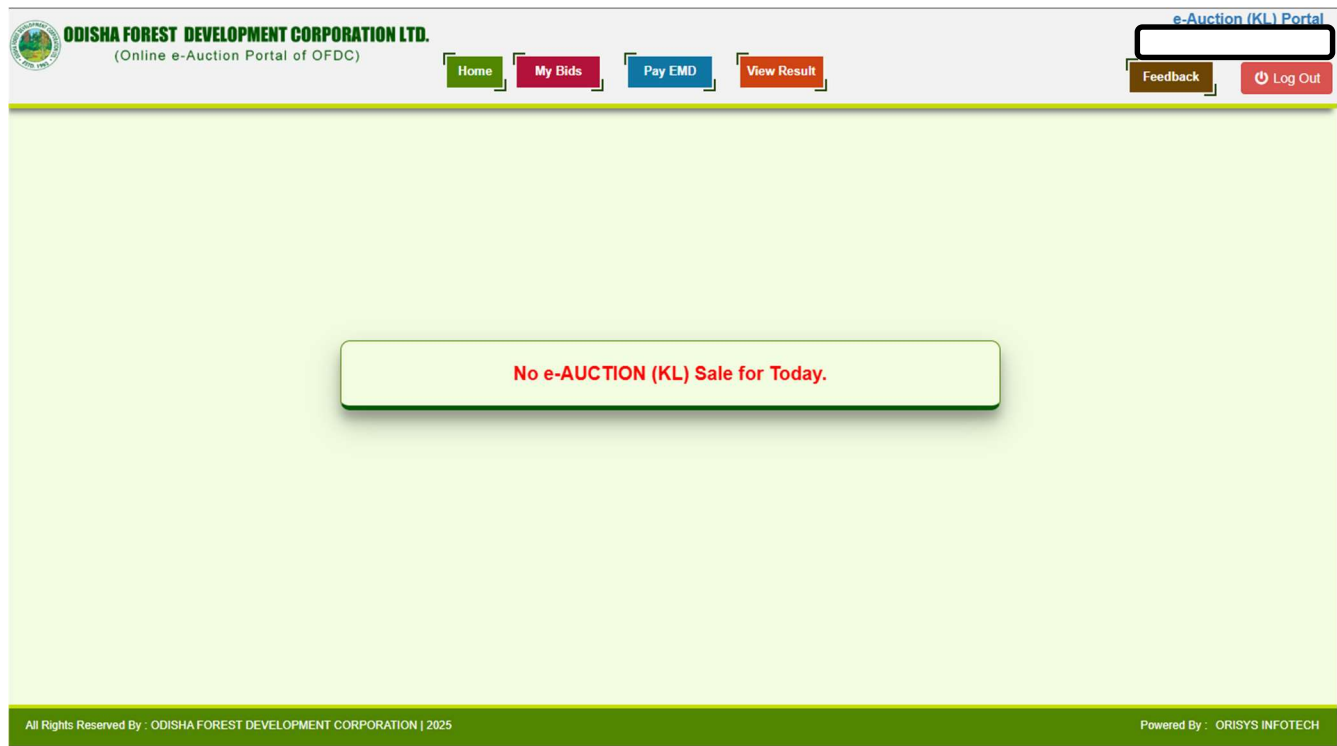 ODISHA FOREST DEVELOPMENT CORPORATION LTD.
(Online e-Auction Portal of OFDC)
Home
My Bids
Pay EMD
View Result
e-Auction (KL) Portal
Feedback
Log Out
No e-AUCTION (KL) Sale for Today.
All Rights Reserved By : ODISHA FOREST DEVELOPMENT CORPORATION | 2025
Powered By : ORISYS INFOTECH